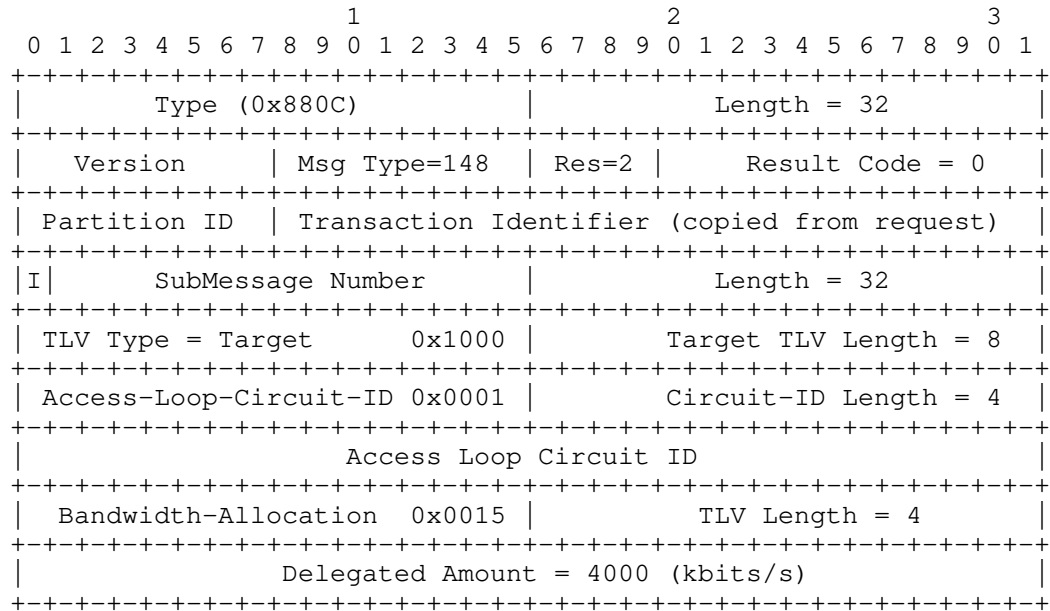 1                   2                   3
 0 1 2 3 4 5 6 7 8 9 0 1 2 3 4 5 6 7 8 9 0 1 2 3 4 5 6 7 8 9 0 1
+-+-+-+-+-+-+-+-+-+-+-+-+-+-+-+-+-+-+-+-+-+-+-+-+-+-+-+-+-+-+-+-+
|        Type (0x880C)           |           Length = 32         |
+-+-+-+-+-+-+-+-+-+-+-+-+-+-+-+-+-+-+-+-+-+-+-+-+-+-+-+-+-+-+-+-+
|   Version     | Msg Type=148   | Res=2 |     Result Code = 0   |
+-+-+-+-+-+-+-+-+-+-+-+-+-+-+-+-+-+-+-+-+-+-+-+-+-+-+-+-+-+-+-+-+
| Partition ID  | Transaction Identifier (copied from request)   |
+-+-+-+-+-+-+-+-+-+-+-+-+-+-+-+-+-+-+-+-+-+-+-+-+-+-+-+-+-+-+-+-+
|I|      SubMessage Number       |           Length = 32         |
+-+-+-+-+-+-+-+-+-+-+-+-+-+-+-+-+-+-+-+-+-+-+-+-+-+-+-+-+-+-+-+-+
| TLV Type = Target       0x1000 |        Target TLV Length = 8  |
+-+-+-+-+-+-+-+-+-+-+-+-+-+-+-+-+-+-+-+-+-+-+-+-+-+-+-+-+-+-+-+-+
| Access-Loop-Circuit-ID 0x0001  |        Circuit-ID Length = 4  |
+-+-+-+-+-+-+-+-+-+-+-+-+-+-+-+-+-+-+-+-+-+-+-+-+-+-+-+-+-+-+-+-+
|                    Access Loop Circuit ID                      |
+-+-+-+-+-+-+-+-+-+-+-+-+-+-+-+-+-+-+-+-+-+-+-+-+-+-+-+-+-+-+-+-+
|  Bandwidth-Allocation  0x0015  |          TLV Length = 4       |
+-+-+-+-+-+-+-+-+-+-+-+-+-+-+-+-+-+-+-+-+-+-+-+-+-+-+-+-+-+-+-+-+
|                Delegated Amount = 4000 (kbits/s)               |
+-+-+-+-+-+-+-+-+-+-+-+-+-+-+-+-+-+-+-+-+-+-+-+-+-+-+-+-+-+-+-+-+